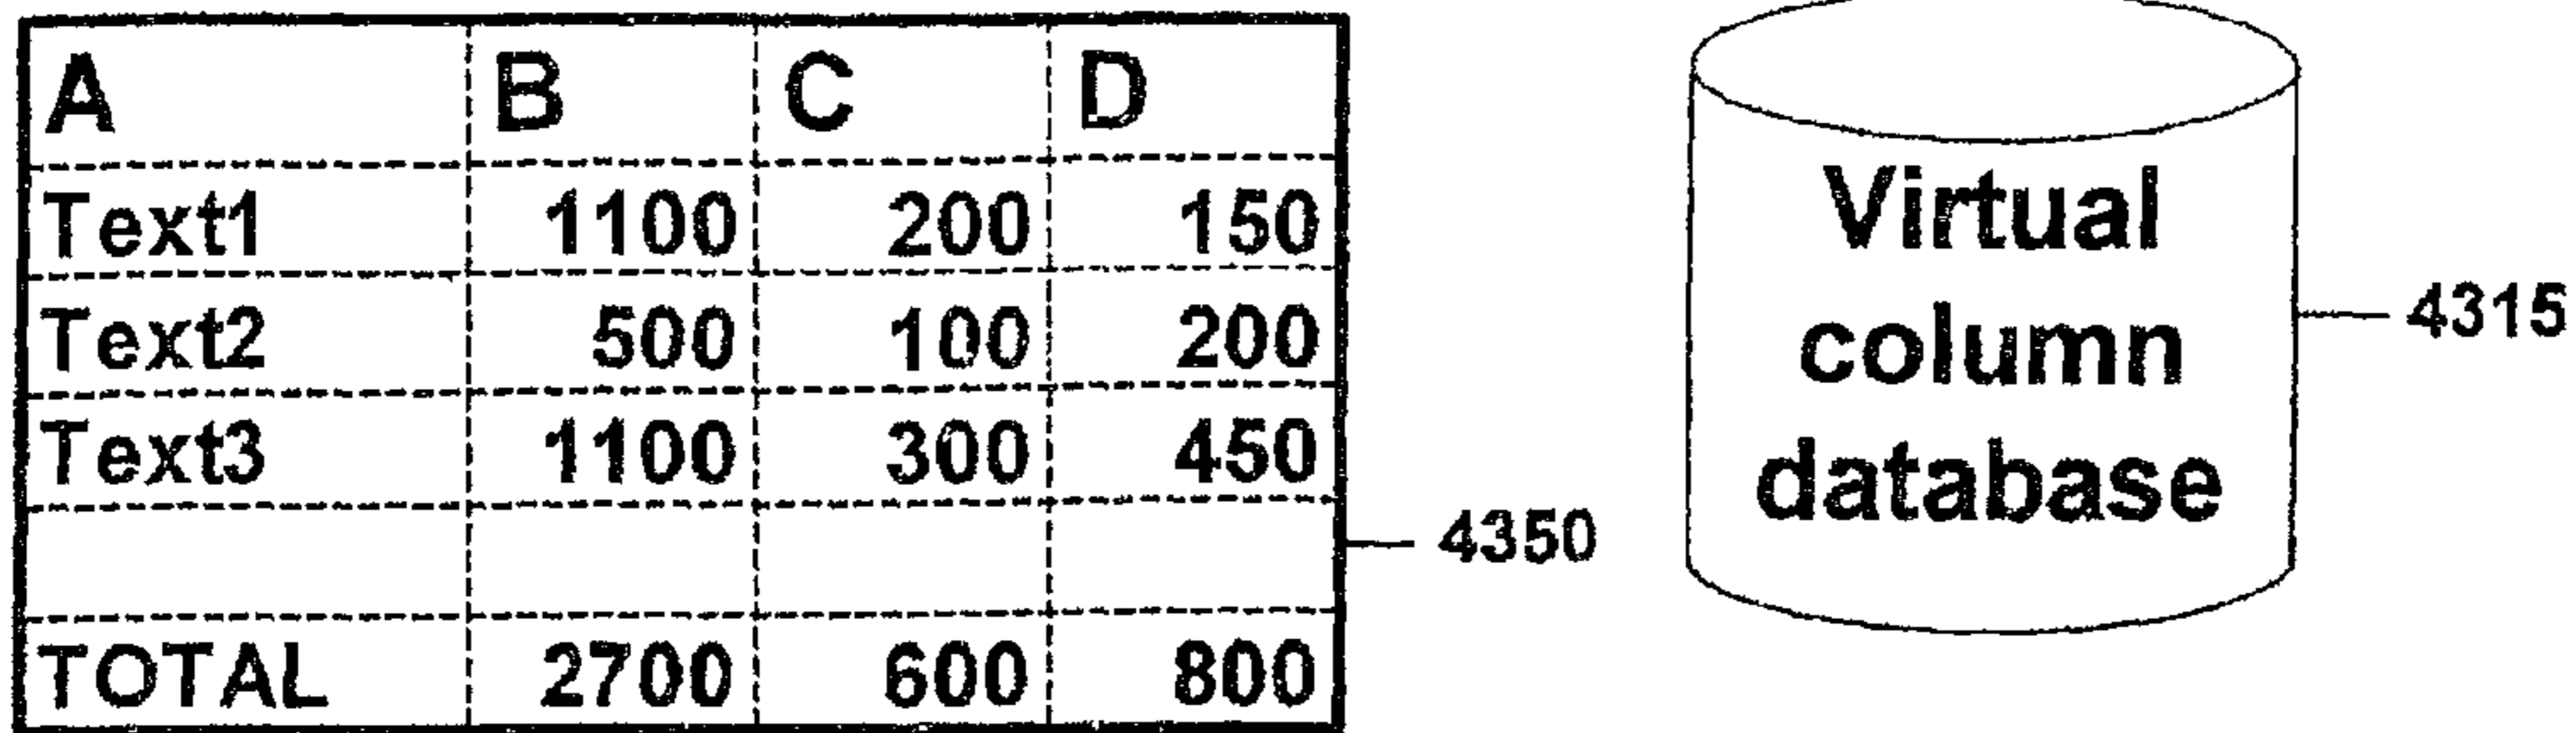 A B C D
Text1 1100 200 150
Text2 500 100 200
Text3 1100 300 450
TOTAL 2700 600 800
4350
Virtual
column
database
4315